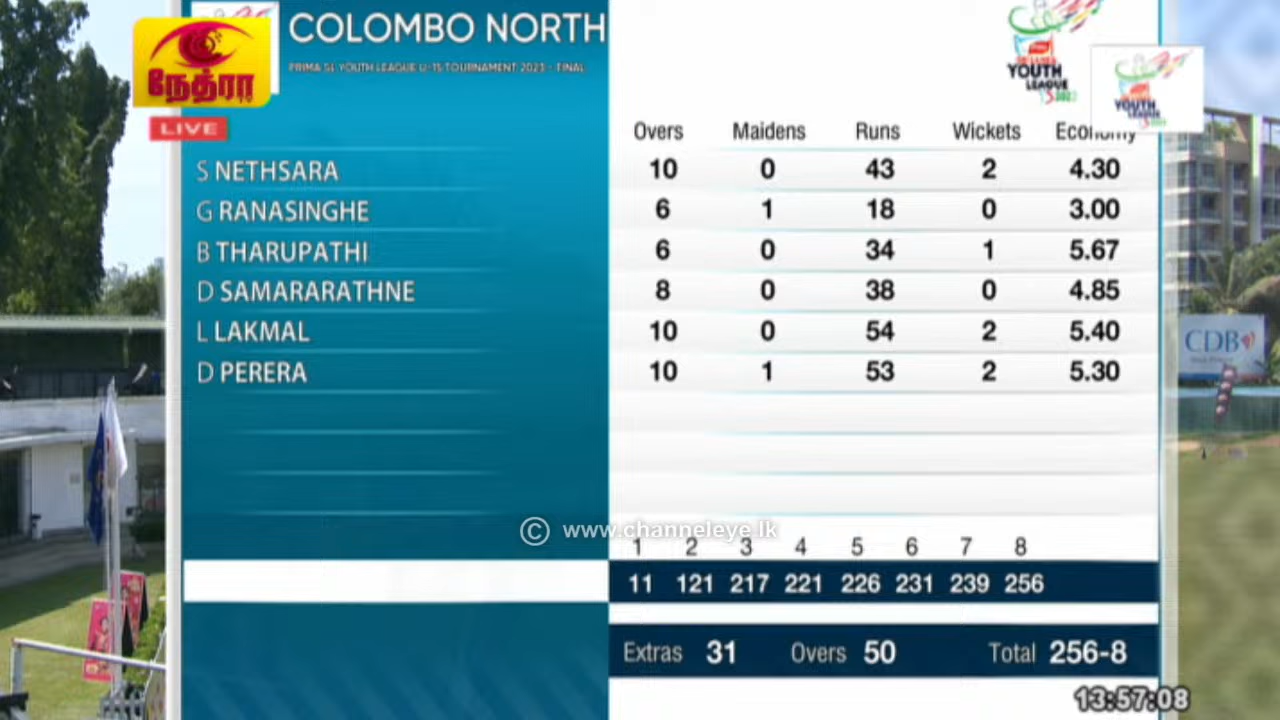 COLOMBO NORTH
PRIMA SL YOUTH LEAGUE U-15 TOURNAMENT 2023 - FINAL
நேத்ரா
LIVE
YOUTH
LEAGUE
YOUTH
LEAGUE
Overs Maidens Runs Wickets Economy
S NETHSARA 10 0 43 2 4.30
G RANASINGHE 6 1 18 0 3.00
B THARUPATHI 6 0 34 1 5.67
D SAMARARATHNE 8 0 38 0 4.85
L LAKMAL 10 0 54 2 5.40
D PERERA 10 1 53 2 5.30
CDB
© www.channeleye.lk
1 2 3 4 5 6 7 8
11 121 217 221 226 231 239 256
Extras 31 Overs 50 Total 256-8
13:57:08